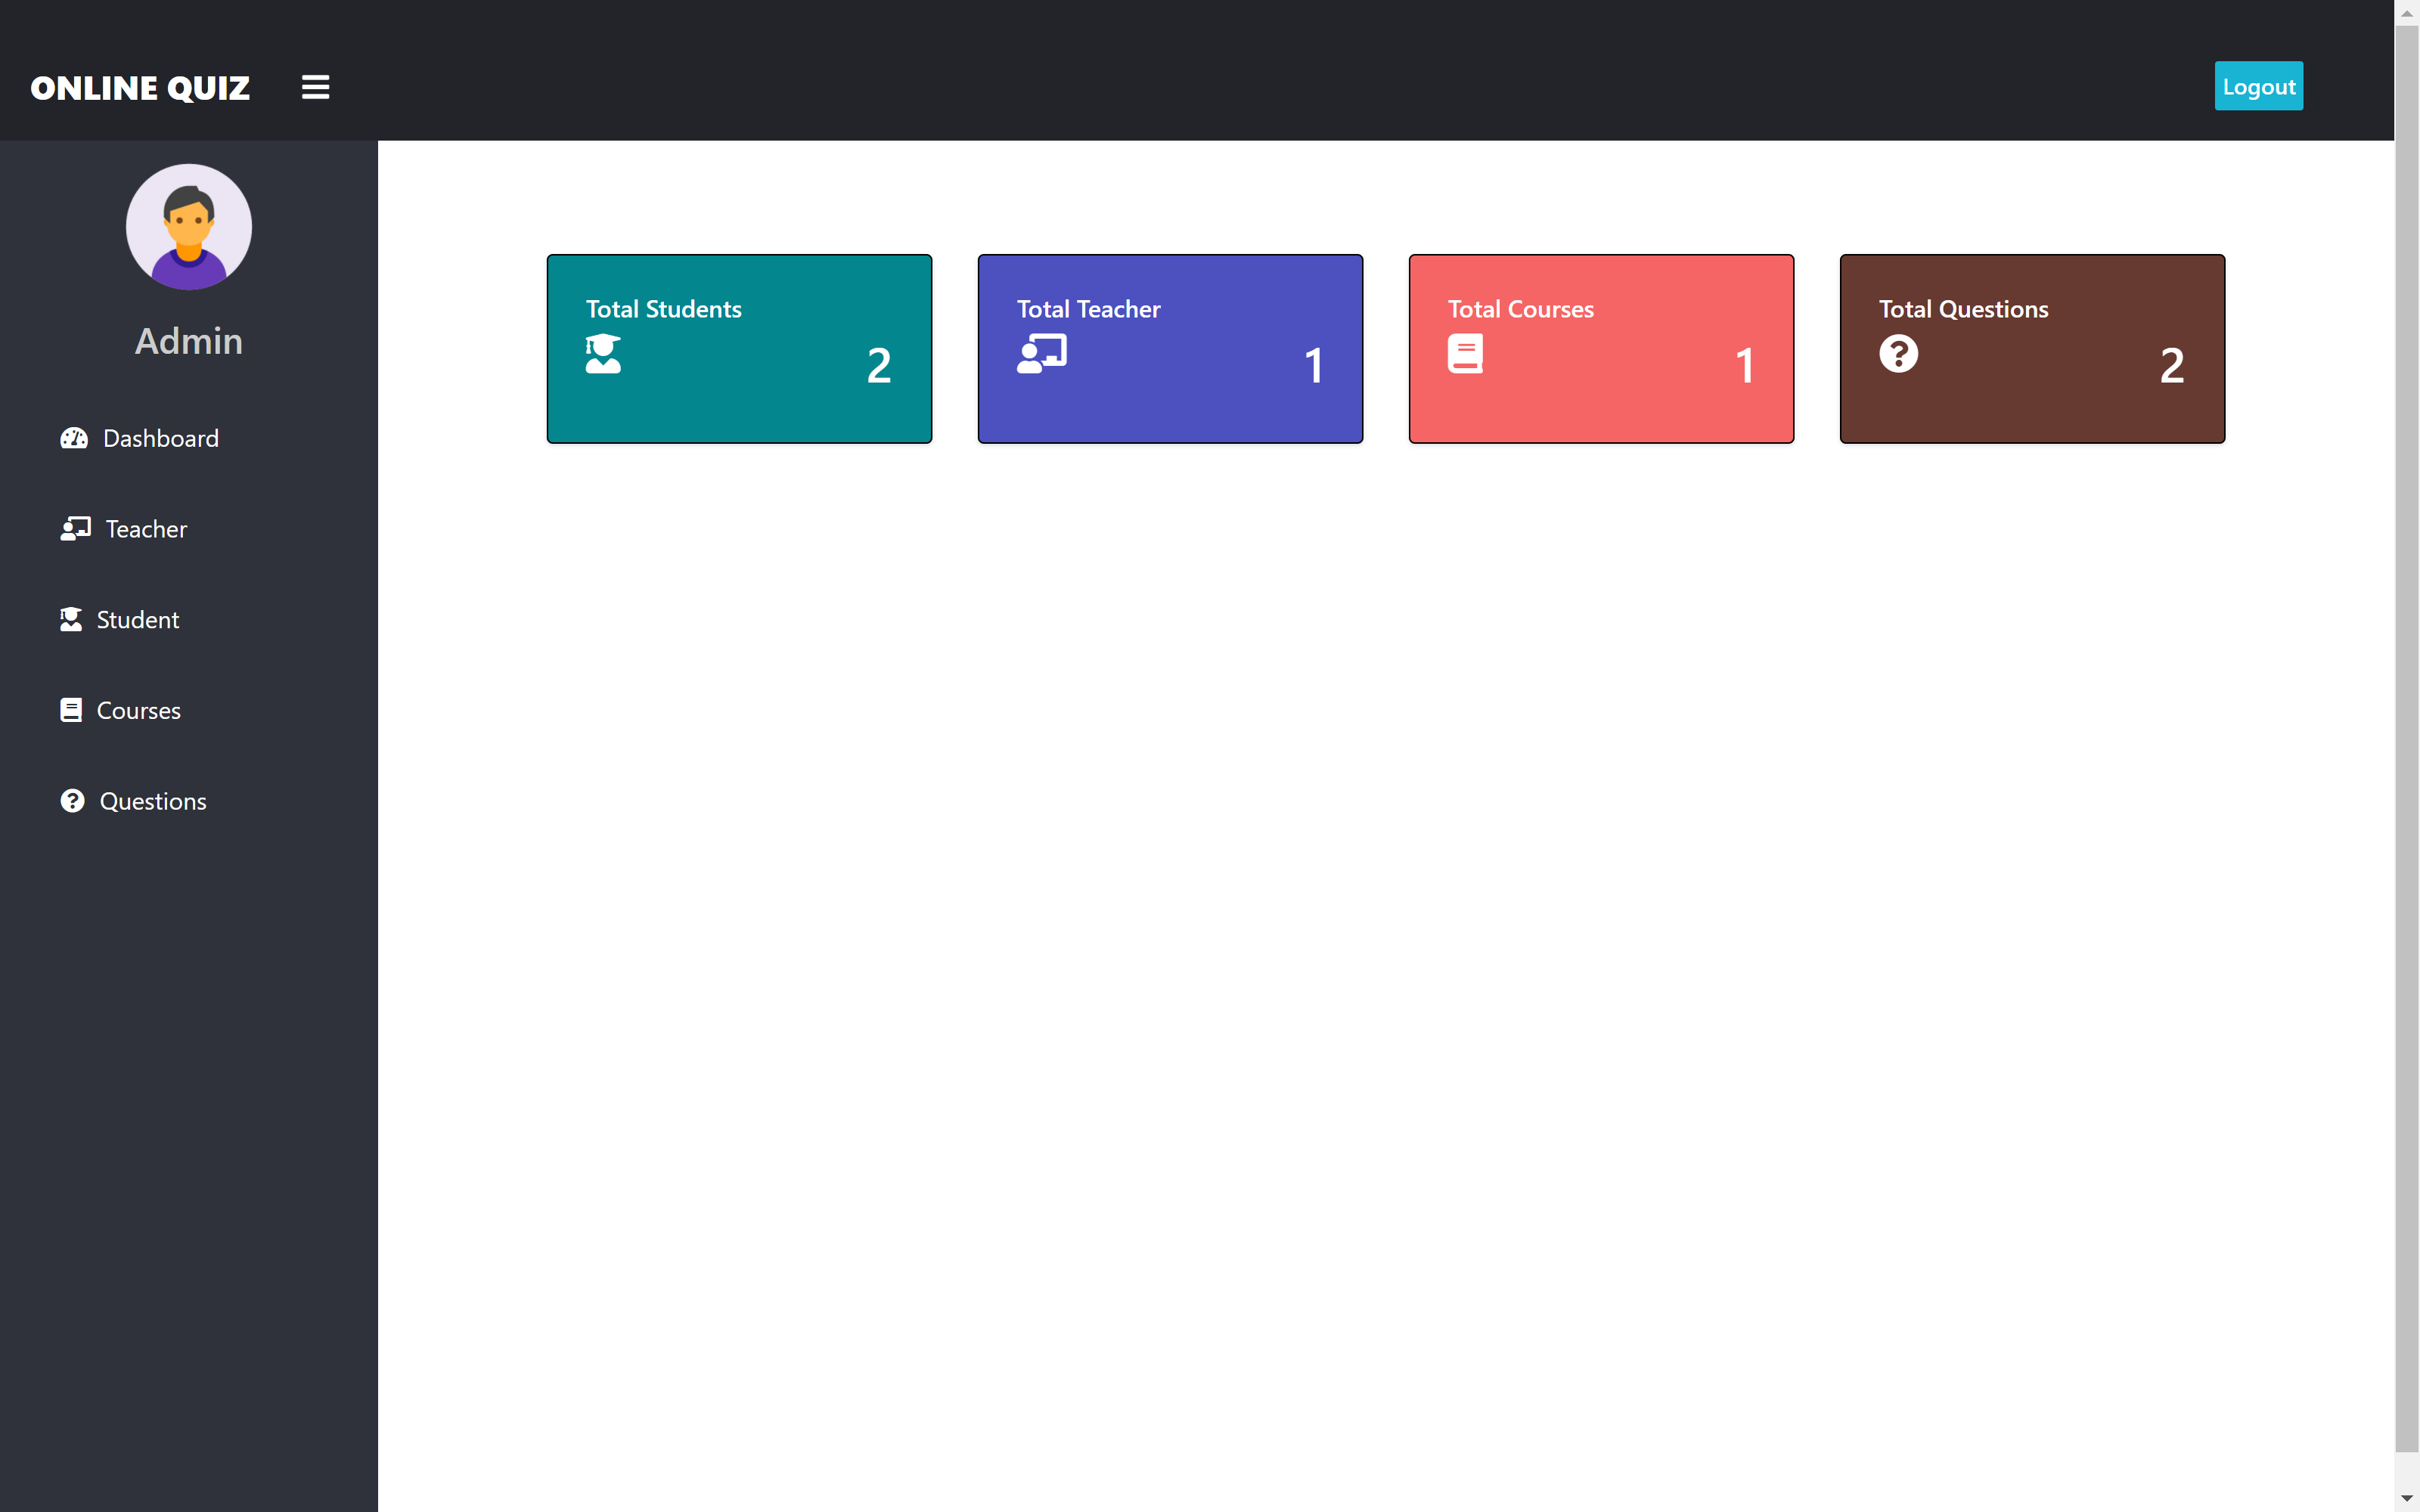 ONLINE QUIZ
Logout
Admin
Dashboard
Teacher
Student
Courses
Questions
Total Students
2
Total Teacher
1
Total Courses
1
Total Questions
2